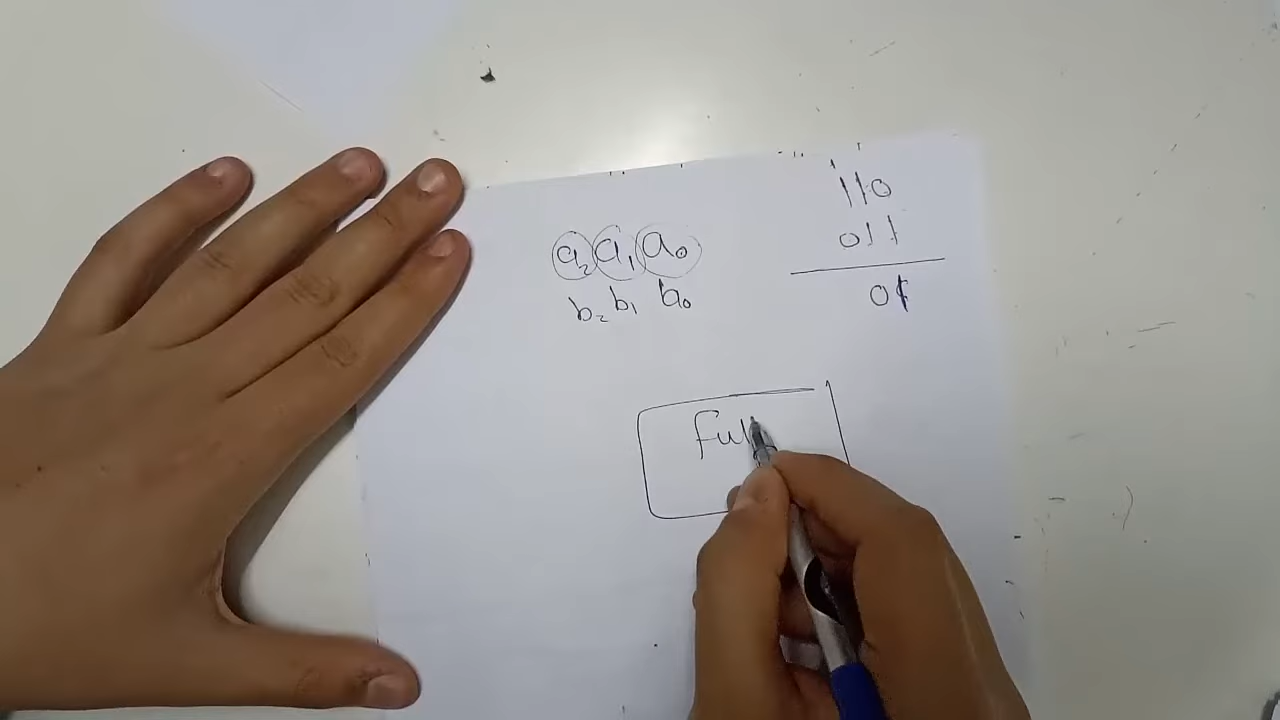 a₂ a₁ a₀
b₂ b₁ b₀
110
011
01
Ful